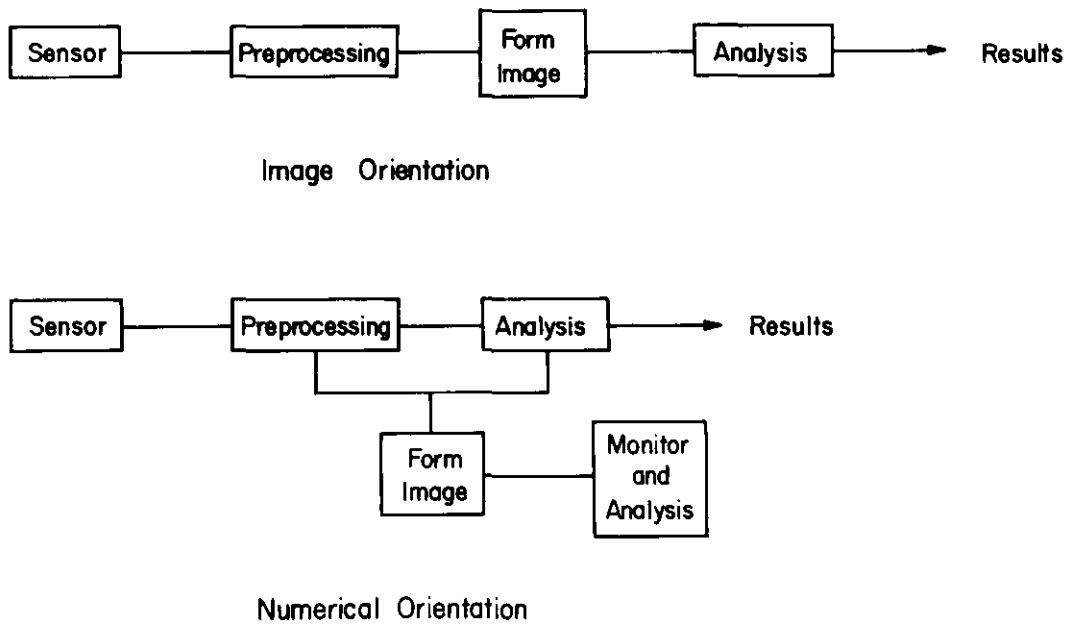 Sensor
Preprocessing
Form
Image
Analysis
Results
Image Orientation
Sensor
Preprocessing
Analysis
Results
Form
Image
Monitor
and
Analysis
Numerical Orientation